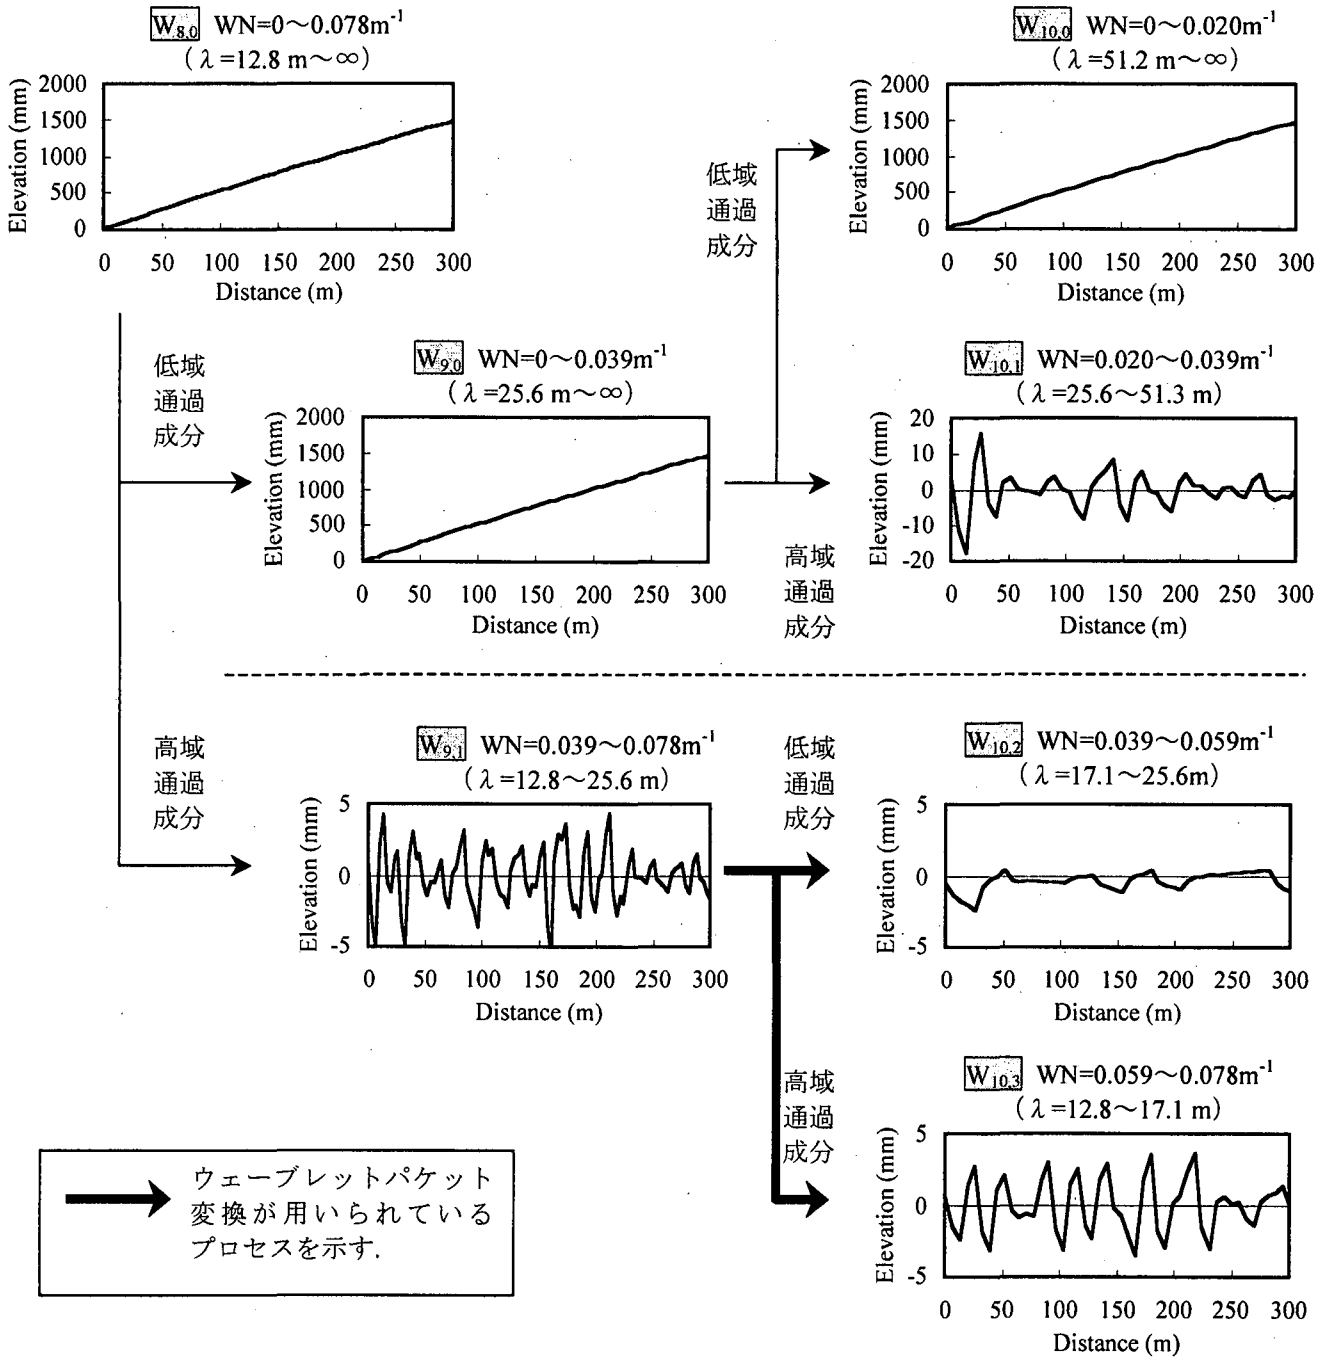 W8,0 WN=0～0.078m-1
(λ=12.8 m～∞)
2000
1500
1000
500
0
Elevation (mm)
0 50 100 150 200 250 300
Distance (m)
W10,0 WN=0～0.020m-1
(λ=51.2 m～∞)
2000
1500
1000
500
0
Elevation (mm)
0 50 100 150 200 250 300
Distance (m)
低域
通過
成分
低域
通過
成分
W9,0 WN=0～0.039m-1
(λ=25.6 m～∞)
2000
1500
1000
500
0
Elevation (mm)
0 50 100 150 200 250 300
Distance (m)
W10,1 WN=0.020～0.039m-1
(λ=25.6～51.3 m)
20
10
0
-10
-20
Elevation (mm)
0 50 100 150 200 250 300
Distance (m)
高域
通過
成分
高域
通過
成分
W9,1 WN=0.039～0.078m-1
(λ=12.8～25.6 m)
5
0
-5
Elevation (mm)
0 50 100 150 200 250 300
Distance (m)
低域
通過
成分
W10,2 WN=0.039～0.059m-1
(λ=17.1～25.6m)
5
0
-5
Elevation (mm)
0 50 100 150 200 250 300
Distance (m)
高域
通過
成分
W10,3 WN=0.059～0.078m-1
(λ=12.8～17.1 m)
5
0
-5
Elevation (mm)
0 50 100 150 200 250 300
Distance (m)
ウェーブレットパケット
変換が用いられている
プロセスを示す.